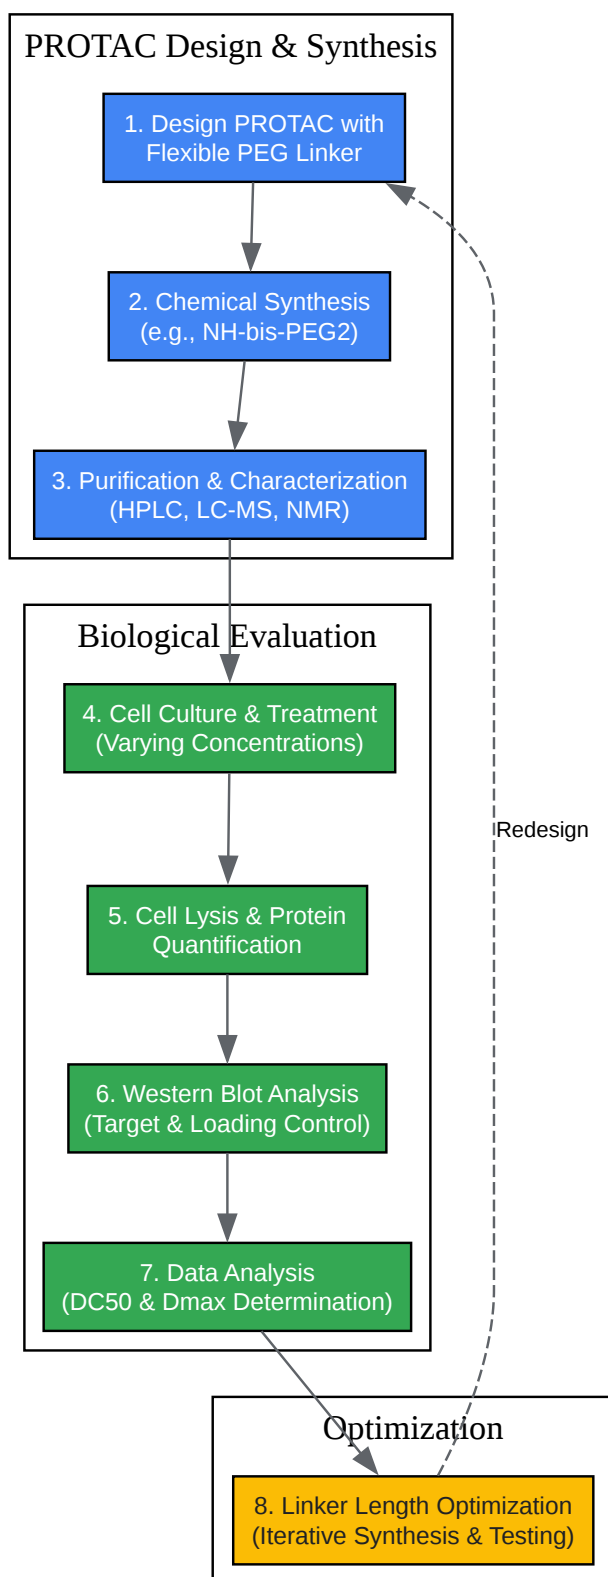 PROTAC Design & Synthesis
1. Design PROTAC with
Flexible PEG Linker
2. Chemical Synthesis
(e.g., NH-bis-PEG2)
3. Purification & Characterization
(HPLC, LC-MS, NMR)
Biological Evaluation
4. Cell Culture & Treatment
(Varying Concentrations)
Redesign
5. Cell Lysis & Protein
Quantification
6. Western Blot Analysis
(Target & Loading Control)
7. Data Analysis
(DC50 & Dmax Determination)
Optimization
8. Linker Length Optimization
(Iterative Synthesis & Testing)